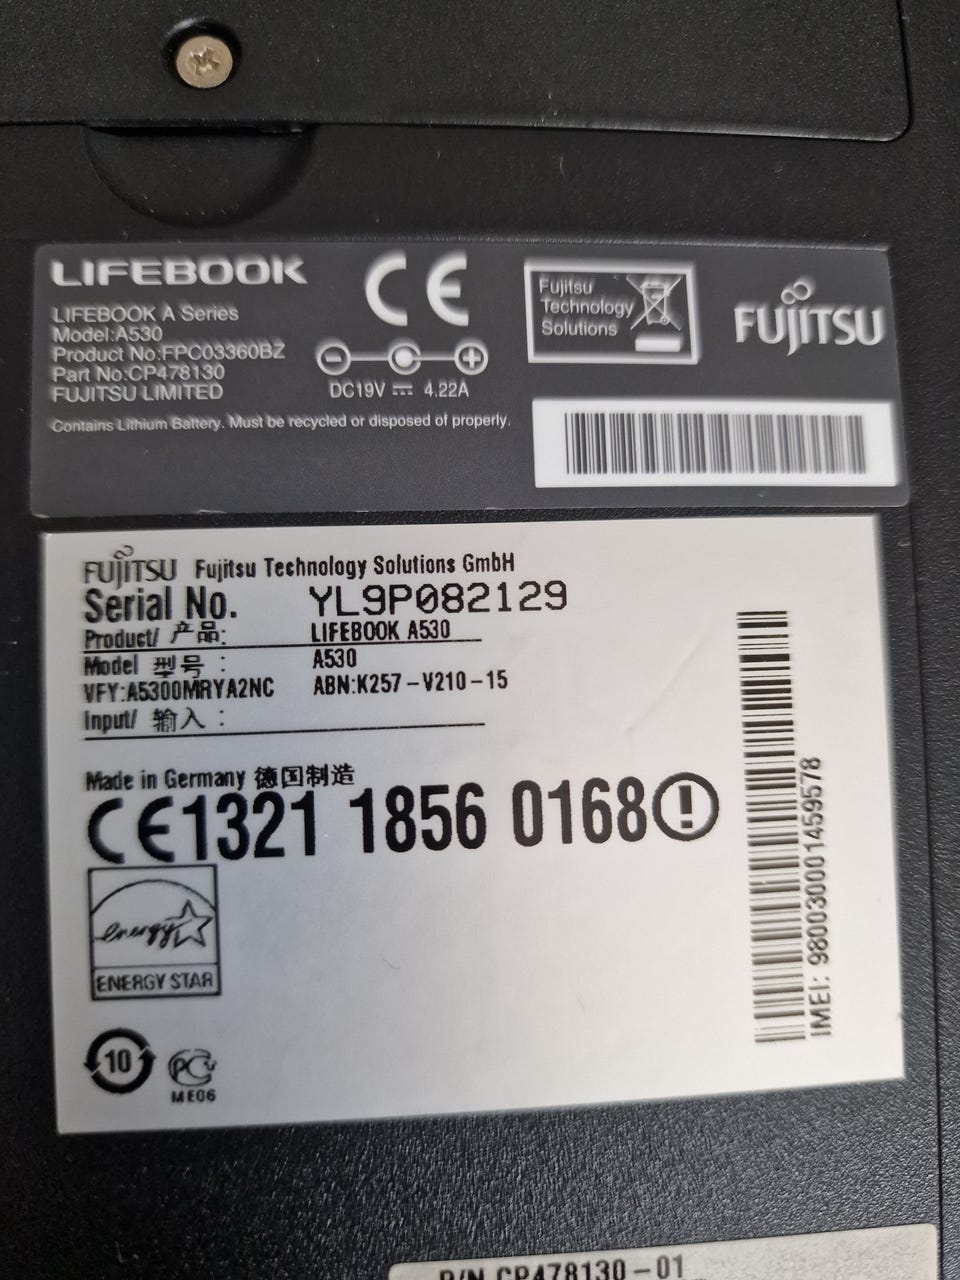 LIFEBOOK
LIFEBOOK A Series
Model:A530
Product No:FPC03360BZ
Part No:CP478130
FUJITSU LIMITED
Contains Lithium Battery. Must be recycled or disposed of properly.
CE
DC19V ⎓ 4.22A
Fujitsu
Technology
Solutions
FUJITSU
FUJITSU Fujitsu Technology Solutions GmbH
Serial No. YL9P082129
Product/ 产品: LIFEBOOK A530
Model 型号 : A530
VFY:A5300MRYA2NC ABN:K257-V210-15
Input/ 输入 :
Made in Germany 德国制造
CE1321 1856 0168
energy
ENERGY STAR
10
PC
ME06
IMEI: 980030001459578
P/N CP478130-01